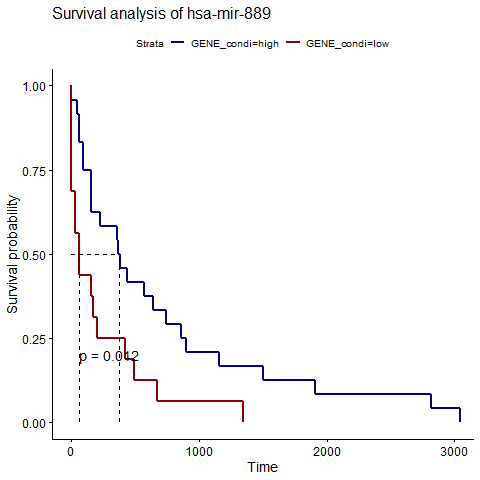 Survival analysis of hsa-mir-889
Strata GENE_condi=high GENE_condi=low
Survival probability
1.00
0.75
0.50
0.25
0.00
p = 0.042
0 1000 2000 3000
Time